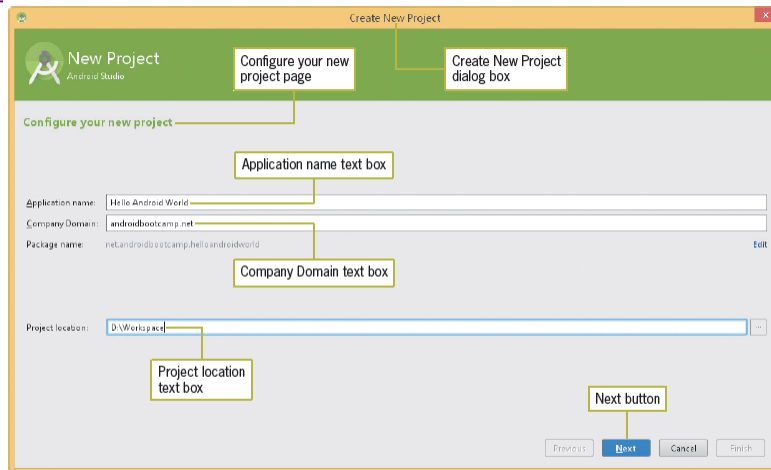 Create New Project
New Project
Android Studio
Configure your new
project page
Create New Project
dialog box
Configure your new project
Application name text box
Application name: Hello Android World
Company Domain: androidbootcamp.net
Package name: net.androidbootcamp.helloandroidworld Edit
Company Domain text box
Project location: D:\Workspace ...
Project location
text box
Next button
Previous Next Cancel Finish